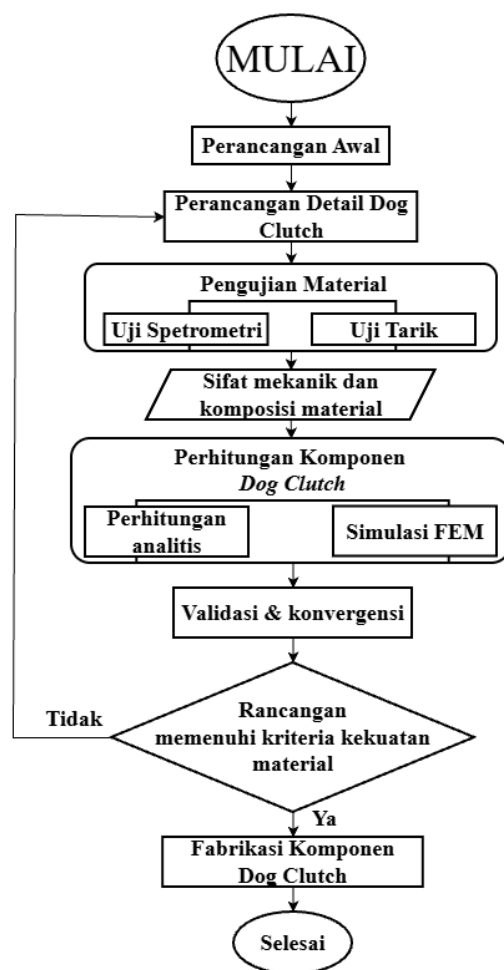 MULAI
Perancangan Awal
Perancangan Detail Dog
Clutch
Pengujian Material
Uji Spetrometri
Uji Tarik
Sifat mekanik dan
komposisi material
Perhitungan Komponen
Dog Clutch
Perhitungan
analitis
Simulasi FEM
Validasi & konvergensi
Tidak
Rancangan
memenuhi kriteria kekuatan
material
Ya
Fabrikasi Komponen
Dog Clutch
Selesai